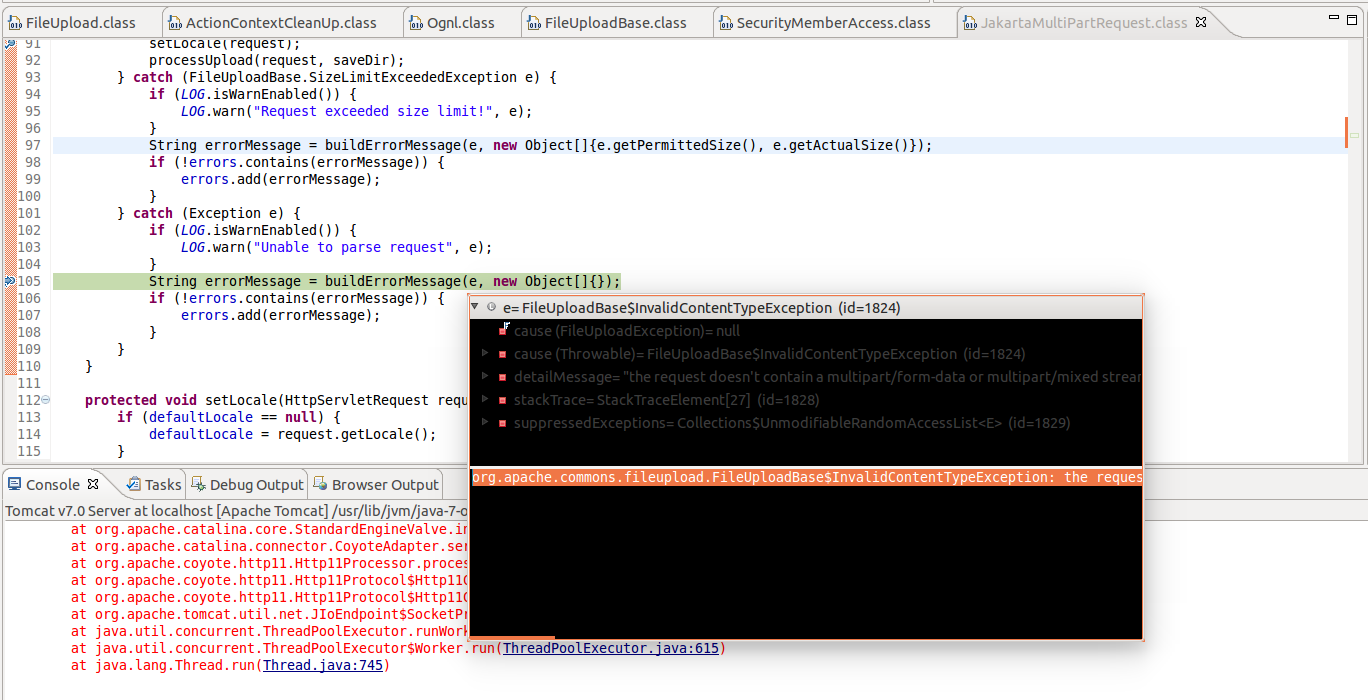 FileUpload.class ActionContextCleanUp.class Ognl.class FileUploadBase.class SecurityMemberAccess.class JakartaMultiPartRequest.class
91 setLocale(request);
92 processUpload(request, saveDir);
93 } catch (FileUploadBase.SizeLimitExceededException e) {
94 if (LOG.isWarnEnabled()) {
95 LOG.warn("Request exceeded size limit!", e);
96 }
97 String errorMessage = buildErrorMessage(e, new Object[]{e.getPermittedSize(), e.getActualSize()});
98 if (!errors.contains(errorMessage)) {
99 errors.add(errorMessage);
100 }
101 } catch (Exception e) {
102 if (LOG.isWarnEnabled()) {
103 LOG.warn("Unable to parse request", e);
104 }
105 String errorMessage = buildErrorMessage(e, new Object[]{});
106 if (!errors.contains(errorMessage)) {
107 errors.add(errorMessage);
108 }
109 }
110 }
111
112 protected void setLocale(HttpServletRequest requ
113 if (defaultLocale == null) {
114 defaultLocale = request.getLocale();
115 }
e= FileUploadBase$InvalidContentTypeException (id=1824)
cause (FileUploadException)= null
cause (Throwable)= FileUploadBase$InvalidContentTypeException (id=1824)
detailMessage= "the request doesn't contain a multipart/form-data or multipart/mixed strear
stackTrace= StackTraceElement[27] (id=1828)
suppressedExceptions= Collections$UnmodifiableRandomAccessList<E> (id=1829)
org.apache.commons.fileupload.FileUploadBase$InvalidContentTypeException: the reques
Console Tasks Debug Output Browser Output
Tomcat v7.0 Server at localhost [Apache Tomcat] /usr/lib/jvm/java-7-o
at org.apache.catalina.core.StandardEngineValve.in
at org.apache.catalina.connector.CoyoteAdapter.ser
at org.apache.coyote.http11.Http11Processor.proces
at org.apache.coyote.http11.Http11Protocol$Http11C
at org.apache.coyote.http11.Http11Protocol$Http11C
at org.apache.tomcat.util.net.JIoEndpoint$SocketPr
at java.util.concurrent.ThreadPoolExecutor.runWork
at java.util.concurrent.ThreadPoolExecutor$Worker.run(ThreadPoolExecutor.java:615)
at java.lang.Thread.run(Thread.java:745)